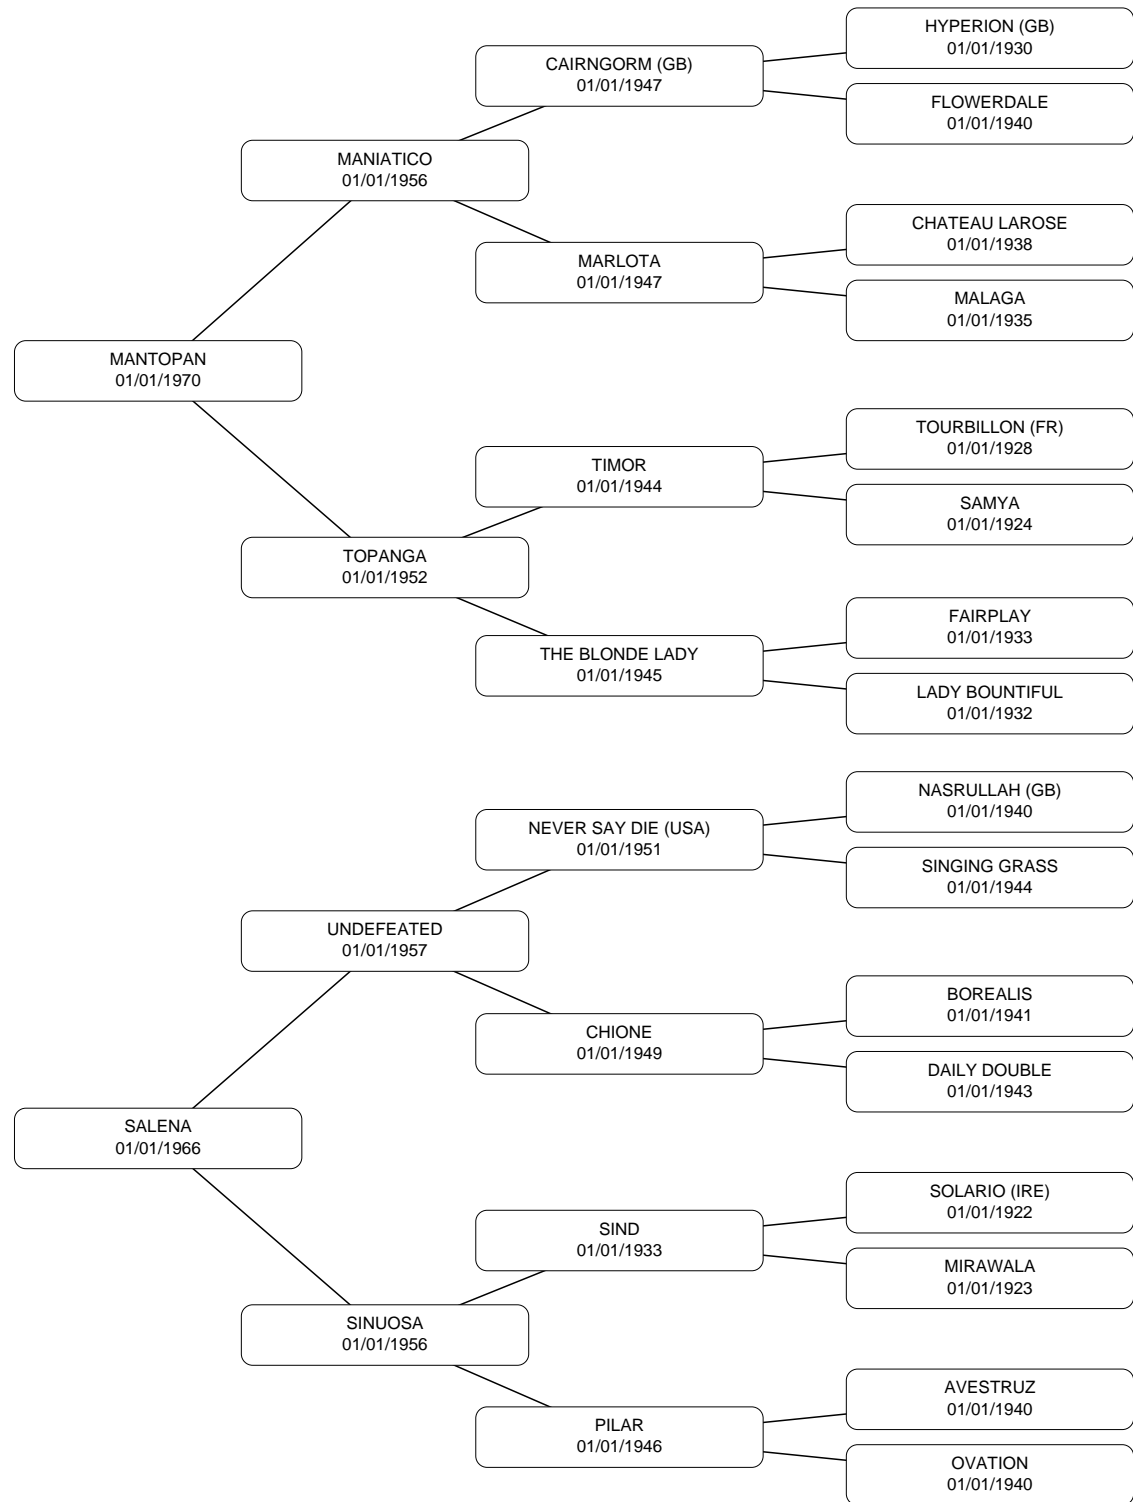 HYPERION (GB)
01/01/1930
CAIRNGORM (GB)
01/01/1947
FLOWERDALE
01/01/1940
MANIATICO
01/01/1956
CHATEAU LAROSE
01/01/1938
MARLOTA
01/01/1947
MALAGA
01/01/1935
MANTOPAN
01/01/1970
TOURBILLON (FR)
01/01/1928
TIMOR
01/01/1944
SAMYA
01/01/1924
TOPANGA
01/01/1952
FAIRPLAY
01/01/1933
THE BLONDE LADY
01/01/1945
LADY BOUNTIFUL
01/01/1932
NASRULLAH (GB)
01/01/1940
NEVER SAY DIE (USA)
01/01/1951
SINGING GRASS
01/01/1944
UNDEFEATED
01/01/1957
BOREALIS
01/01/1941
CHIONE
01/01/1949
DAILY DOUBLE
01/01/1943
SALENA
01/01/1966
SOLARIO (IRE)
01/01/1922
SIND
01/01/1933
MIRAWALA
01/01/1923
SINUOSA
01/01/1956
AVESTRUZ
01/01/1940
PILAR
01/01/1946
OVATION
01/01/1940